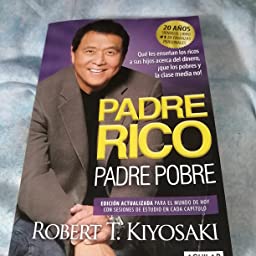 20 AÑOS
Qué les enseñan los ricos
a sus hijos acerca del dinero,
¡que los pobres y
la clase media no!
PADRE
RICO
PADRE POBRE
EDICIÓN ACTUALIZADA PARA EL MUNDO DE HOY
CON SESIONES DE ESTUDIO EN CADA CAPÍTULO
ROBERT T. KIYOSAKI
AGUILAR